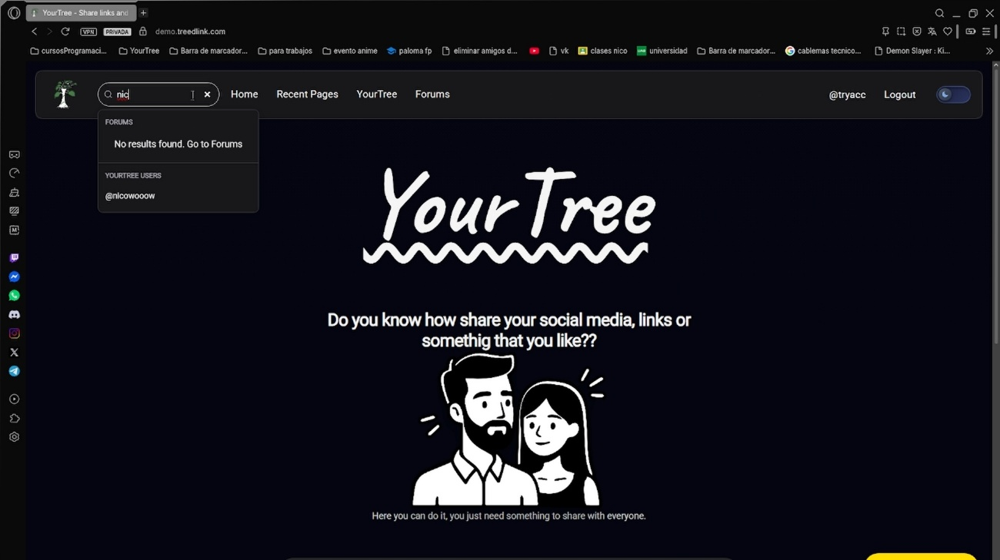 YourTree - Share links and
VPN PRIVADA demo.treedlink.com
cursosProgramaci... YourTree Barra de marcador... para trabajos evento anime paloma fp eliminar amigos d... vk clases nico universidad Barra de marcador... cablemas tecnico... Demon Slayer : Ki...
nic Home Recent Pages YourTree Forums @tryacc Logout
FORUMS
No results found. Go to Forums
YOURTREE USERS
@nicowooow
YourTree
Do you know how share your social media, links or
somethig that you like??
Here you can do it, you just need something to share with everyone.